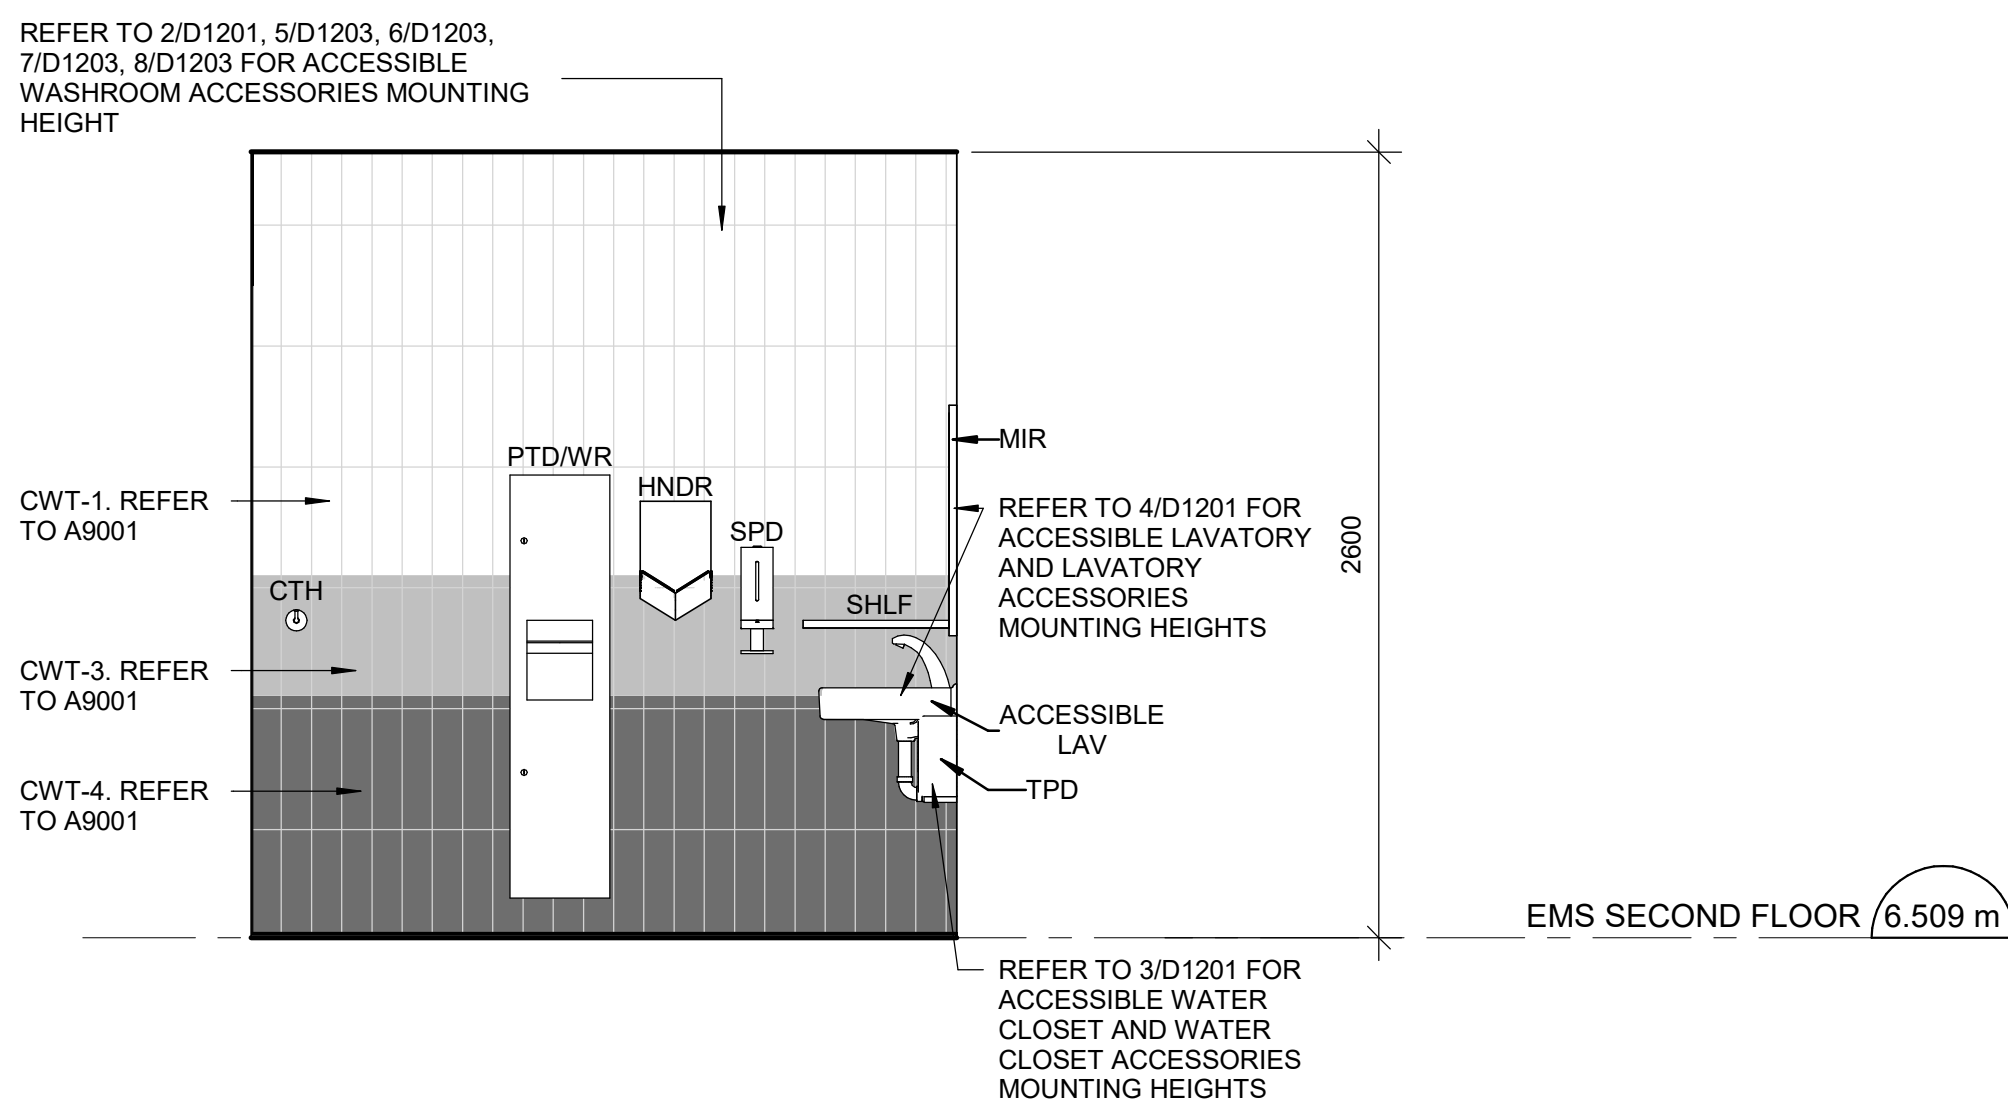 REFER TO 2/D1201, 5/D1203, 6/D1203,
7/D1203, 8/D1203 FOR ACCESSIBLE
WASHROOM ACCESSORIES MOUNTING
HEIGHT
PTD/WR
HNDR
SPD
MIR
CWT-1. REFER
TO A9001
REFER TO 4/D1201 FOR
ACCESSIBLE LAVATORY
AND LAVATORY
ACCESSORIES
MOUNTING HEIGHTS
2600
CTH
SHLF
CWT-3. REFER
TO A9001
ACCESSIBLE
LAV
CWT-4. REFER
TO A9001
TPD
EMS SECOND FLOOR
6.509 m
REFER TO 3/D1201 FOR
ACCESSIBLE WATER
CLOSET AND WATER
CLOSET ACCESSORIES
MOUNTING HEIGHTS